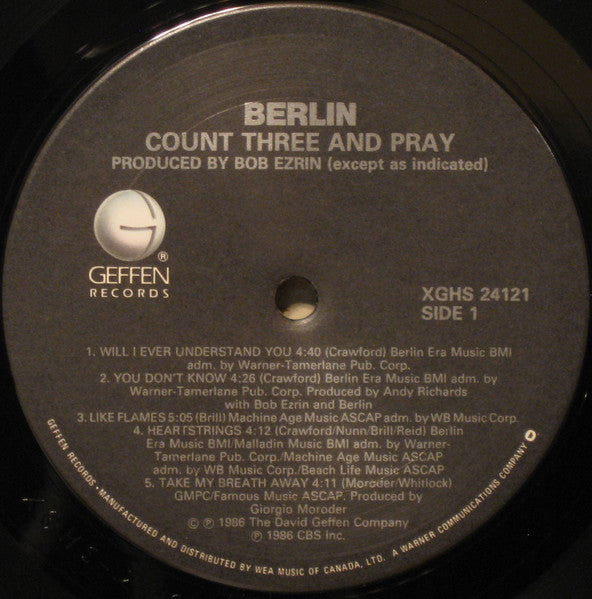 BERLIN
COUNT THREE AND PRAY
PRODUCED BY BOB EZRIN (except as indicated)
®
GEFFEN
RECORDS
XGHS 24121
SIDE 1
1. WILL I EVER UNDERSTAND YOU 4:40 (Crawford) Berlin Era Music BMI
adm. by Warner-Tamerlane Pub. Corp.
2. YOU DON'T KNOW 4:26 (Crawford) Berlin Era Music BMI adm. by
Warner-Tamerlane Pub. Corp. Produced by Andy Richards
with Bob Ezrin and Berlin
3. LIKE FLAMES 5:05 (Brill) Machine Age Music ASCAP adm. by WB Music Corp.
4. HEARTSTRINGS 4:12 (Crawford/Nunn/Brill/Reid) Berlin
Era Music BMI/Malladin Music BMI adm. by Warner-
Tamerlane Pub. Corp./Machine Age Music ASCAP
adm. by WB Music Corp./Beach Life Music ASCAP
5. TAKE MY BREATH AWAY 4:11 (Moroder/Whitlock)
GMPC/Famous Music ASCAP. Produced by
Giorgio Moroder
© ℗ 1986 The David Geffen Company
℗ 1986 CBS Inc.
GEFFEN RECORDS • MANUFACTURED AND DISTRIBUTED BY WEA MUSIC OF CANADA, LTD. A WARNER COMMUNICATIONS COMPANY